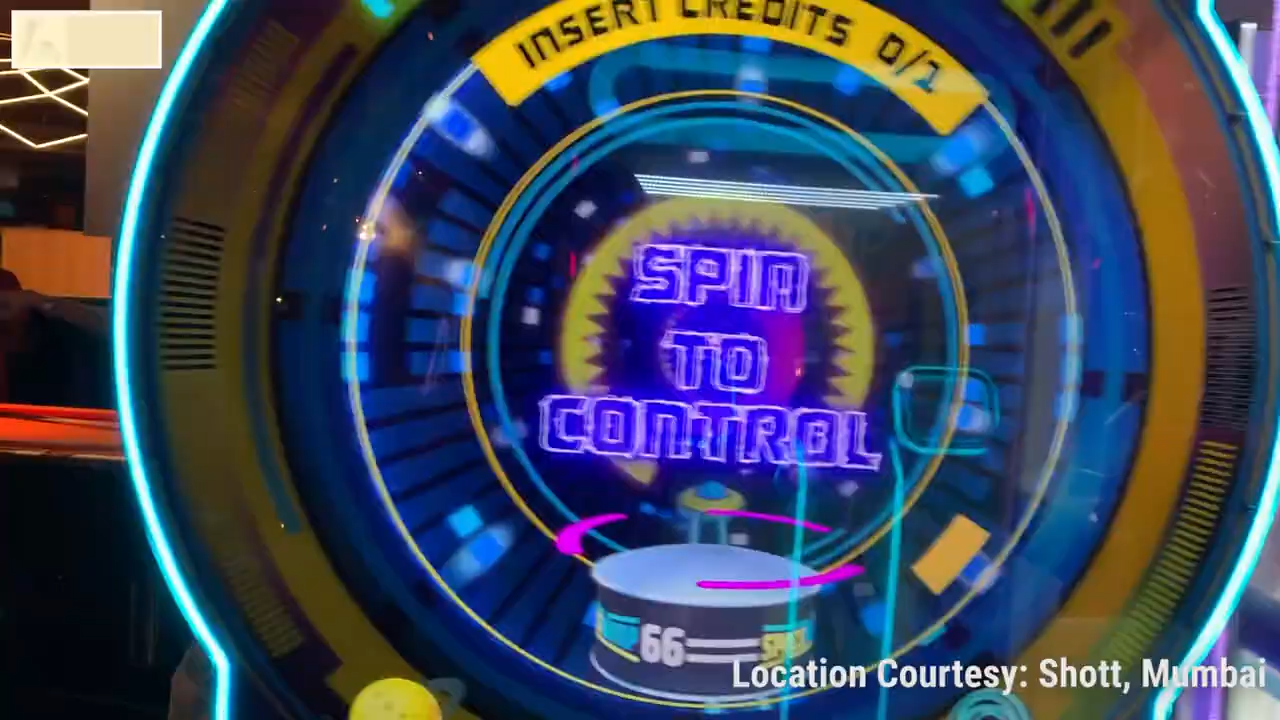 INSERT CREDITS 0/1
SPIN
TO
CONTROL
66
Location Courtesy: Shott, Mumbai